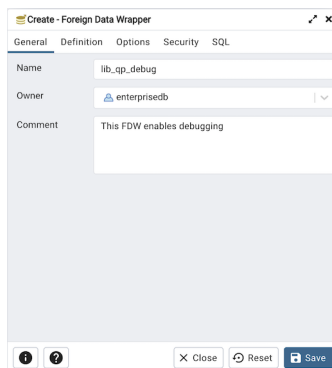 Create - Foreign Data Wrapper
General Definition Options Security SQL
Name lib_qp_debug
Owner enterprisedb
Comment This FDW enables debugging
Close Reset Save